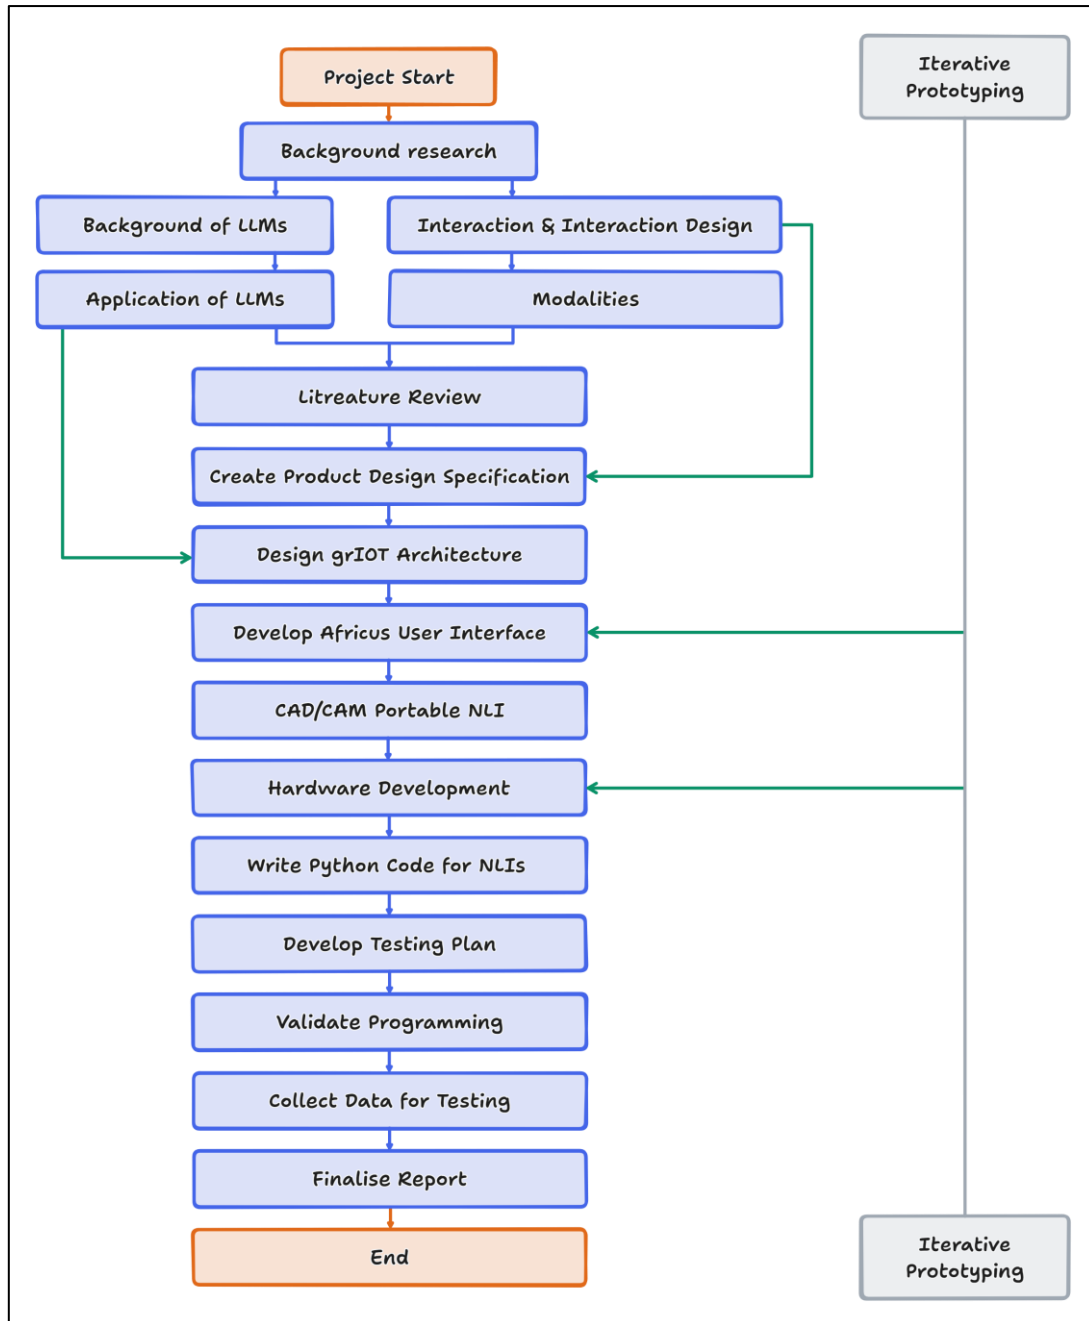 Project Start
Iterative
Prototyping
Background research
Background of LLMs
Interaction & Interaction Design
Application of LLMs
Modalities
Litreature Review
Create Product Design Specification
Design grIOT Architecture
Develop Africus User Interface
CAD/CAM Portable NLI
Hardware Development
Write Python Code for NLIs
Develop Testing Plan
Validate Programming
Collect Data for Testing
Finalise Report
End
Iterative
Prototyping